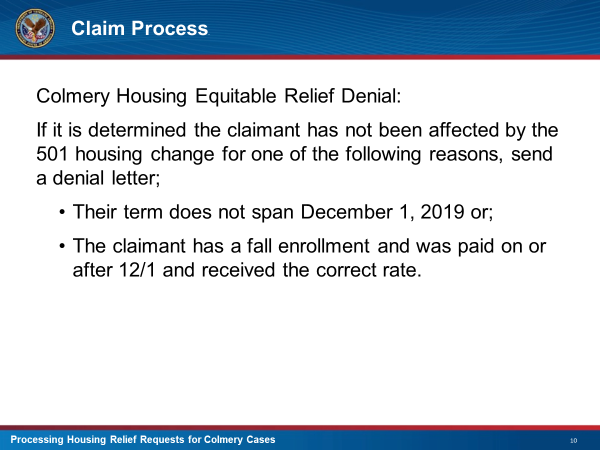 Claim Process
Colmery Housing Equitable Relief Denial:
If it is determined the claimant has not been affected by the
501 housing change for one of the following reasons, send
a denial letter;
• Their term does not span December 1, 2019 or;
• The claimant has a fall enrollment and was paid on or
after 12/1 and received the correct rate.
Processing Housing Relief Requests for Colmery Cases
10